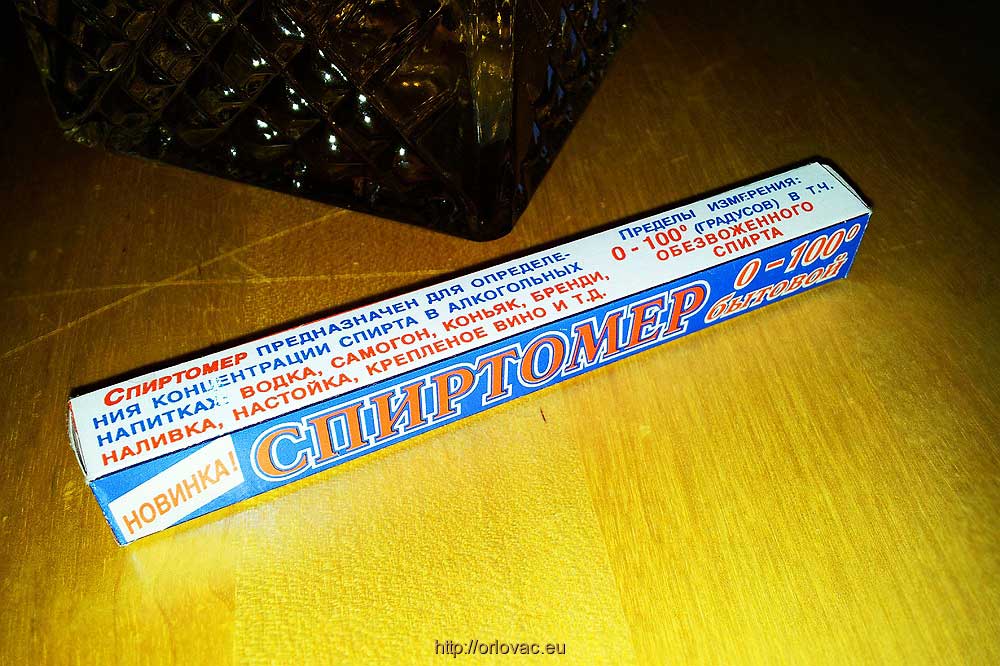 СПИРТОМЕР ПРЕДНАЗНАЧЕН ДЛЯ ОПРЕДЕЛЕ-
НИЯ КОНЦЕНТРАЦИИ СПИРТА В АЛКОГОЛЬНЫХ
НАПИТКАХ: ВОДКА, САМОГОН, КОНЬЯК, БРЕНДИ,
НАЛИВКА, НАСТОЙКА, КРЕПЛЕНОЕ ВИНО И Т.Д.
ПРЕДЕЛЫ ИЗМЕРЕНИЯ:
0 - 100° (ГРАДУСОВ) В Т.Ч.
ОБЕЗВОЖЕННОГО
СПИРТА
НОВИНКА!
СПИРТОМЕР
0 - 100°
бытовой
http://orlovac.eu